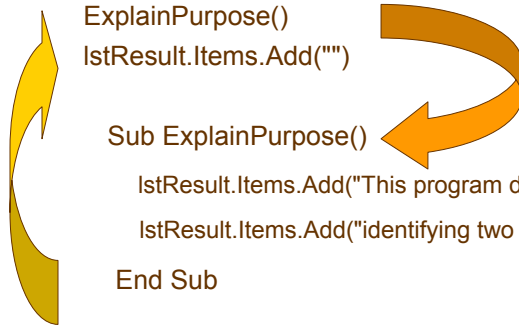 ExplainPurpose()
lstResult.Items.Add("")
Sub ExplainPurpose()
lstResult.Items.Add("This program d
lstResult.Items.Add("identifying two
End Sub